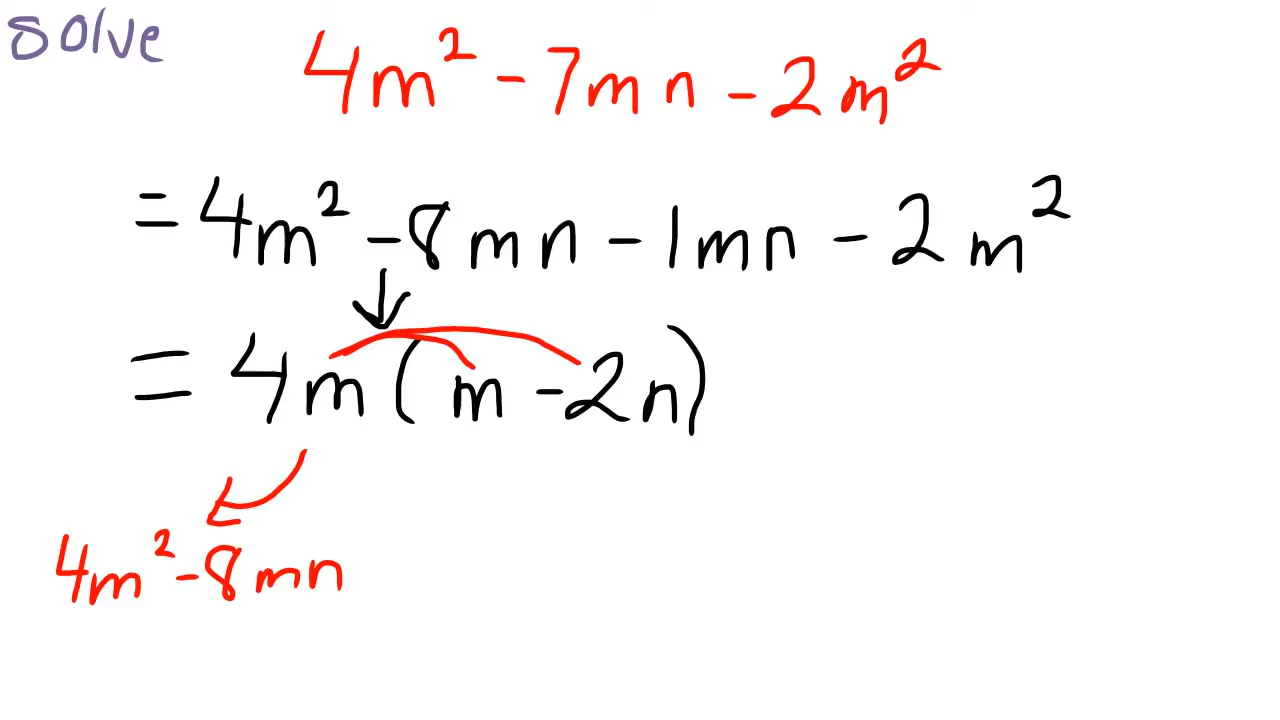 Solve
4m² - 7mn - 2m²
= 4m² - 8mn - 1mn - 2m²
= 4m(m - 2n)
4m² - 8mn